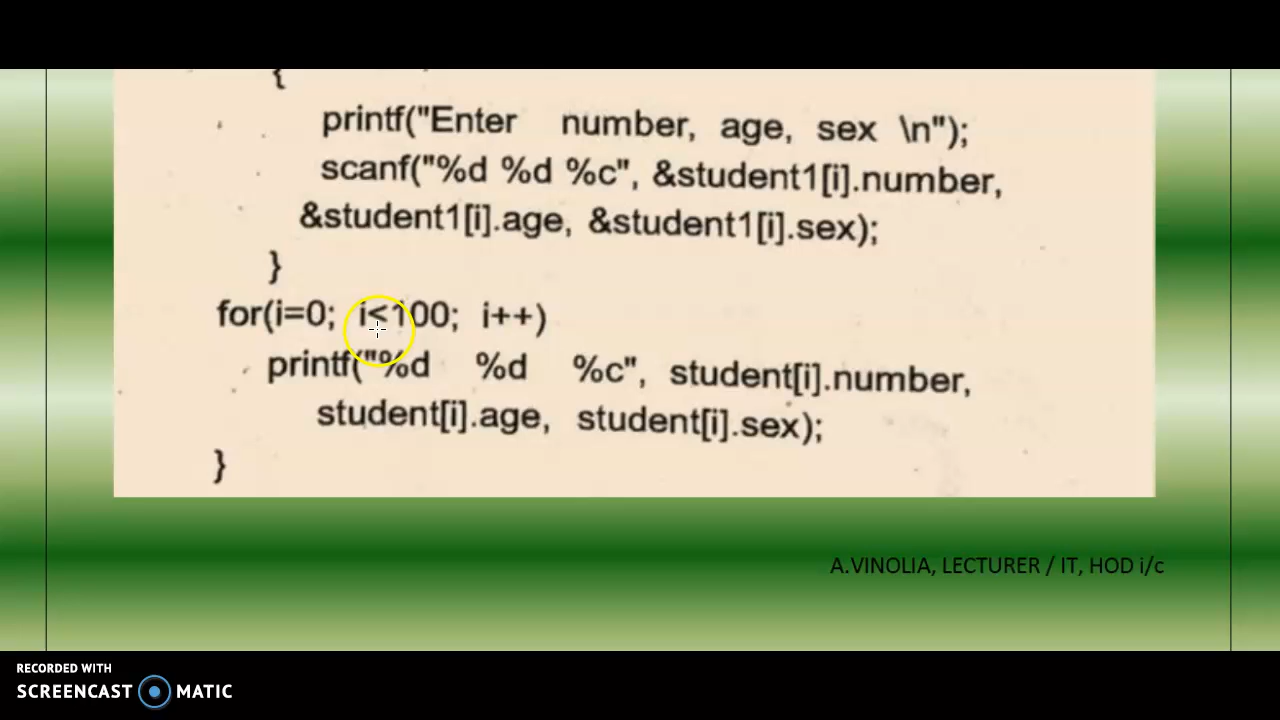 {
printf("Enter number, age, sex \n");
scanf("%d %d %c", &student1[i].number,
&student1[i].age, &student1[i].sex);
}
for(i=0; i<100; i++)
printf("%d %d %c", student[i].number,
student[i].age, student[i].sex);
}
A.VINOLIA, LECTURER / IT, HOD i/c
RECORDED WITH
SCREENCAST MATIC